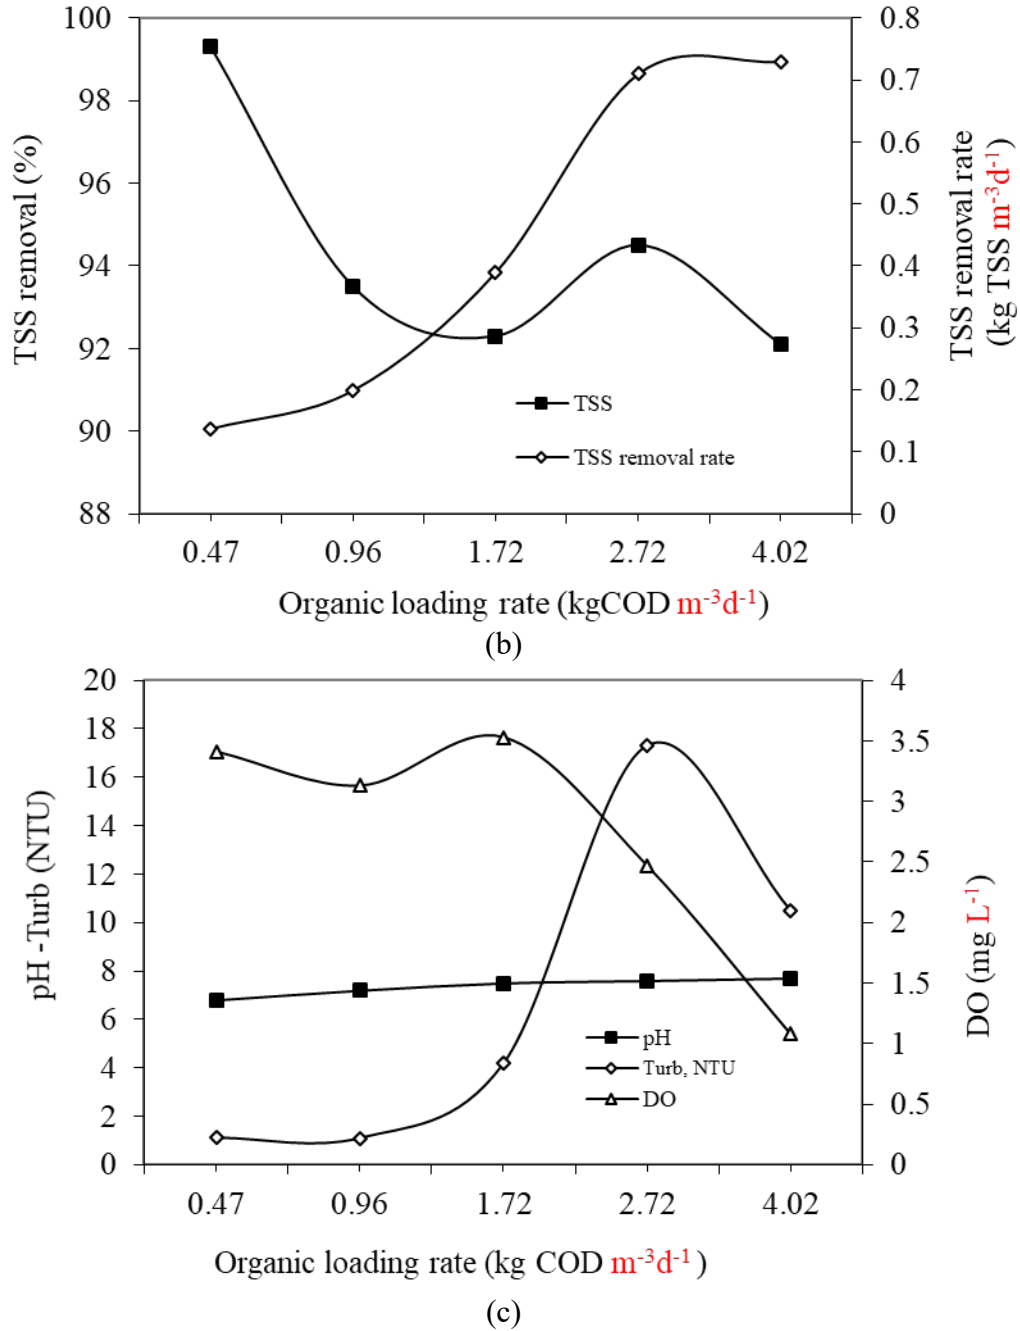 100
98
96
94
92
90
88
TSS removal (%)
0.8
0.7
0.6
0.5
0.4
0.3
0.2
0.1
0
TSS removal rate
(kg TSS m⁻³d⁻¹)
TSS
TSS removal rate
0.47 0.96 1.72 2.72 4.02
Organic loading rate (kgCOD m⁻³d⁻¹)
(b)
20
18
16
14
12
10
8
6
4
2
0
pH -Turb (NTU)
4
3.5
3
2.5
2
1.5
1
0.5
0
DO (mg L⁻¹)
pH
Turb, NTU
DO
0.47 0.96 1.72 2.72 4.02
Organic loading rate (kg COD m⁻³d⁻¹ )
(c)